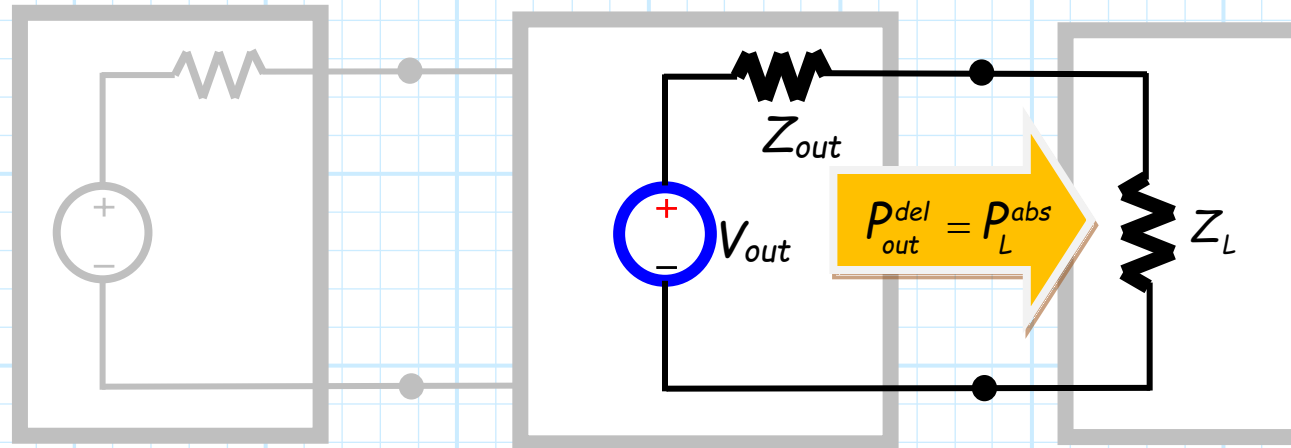 Z_out
+
+
V_out
−
−
P_out^del = P_L^abs
Z_L